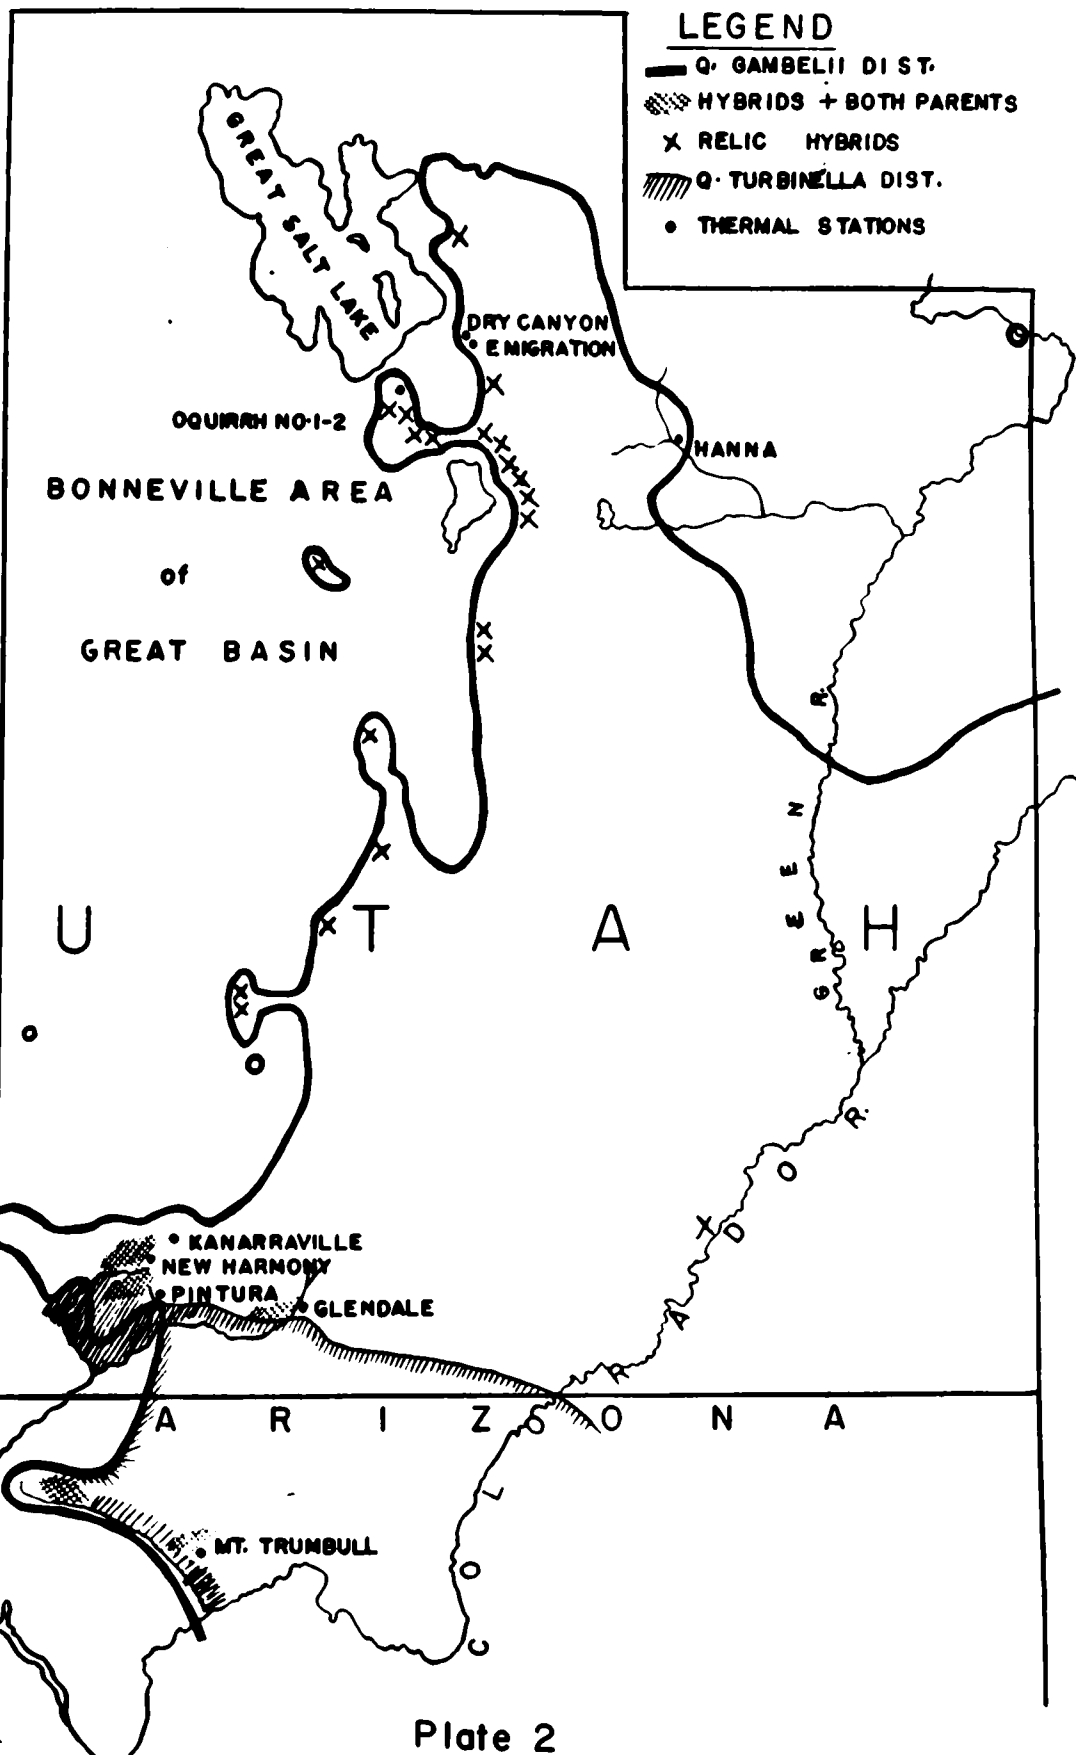 LEGEND
Q. GAMBELII DIST.
HYBRIDS + BOTH PARENTS
X RELIC HYBRIDS
Q. TURBINELLA DIST.
THERMAL STATIONS
GREAT SALT LAKE
DRY CANYON
EMIGRATION
OQUIRRH NO. 1-2
HANNA
BONNEVILLE AREA
of
GREAT BASIN
GREEN R.
UTAH
COLORADO R.
KANARRAVILLE
NEW HARMONY
PINTURA
GLENDALE
ARIZONA
MT. TRUMBULL
Plate 2